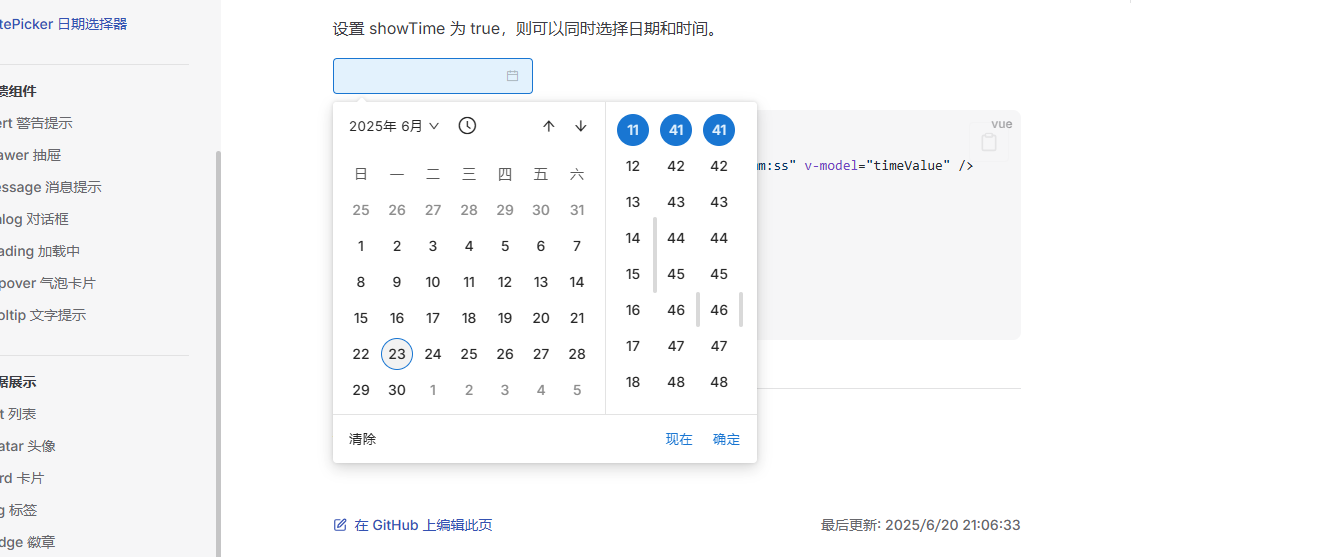 tePicker 日期选择器
馈组件
ert 警告提示
awer 抽屉
essage 消息提示
alog 对话框
ading 加载中
pover 气泡卡片
oltip 文字提示
据展示
t 列表
atar 头像
rd 卡片
g 标签
dge 徽章
设置 showTime 为 true，则可以同时选择日期和时间。
vue
m:ss" v-model="timeValue" />
2025年 6月
日 一 二 三 四 五 六
25 26 27 28 29 30 31
1 2 3 4 5 6 7
8 9 10 11 12 13 14
15 16 17 18 19 20 21
22 23 24 25 26 27 28
29 30 1 2 3 4 5
11 41 41
12 42 42
13 43 43
14 44 44
15 45 45
16 46 46
17 47 47
18 48 48
清除 现在 确定
在 GitHub 上编辑此页 最后更新: 2025/6/20 21:06:33